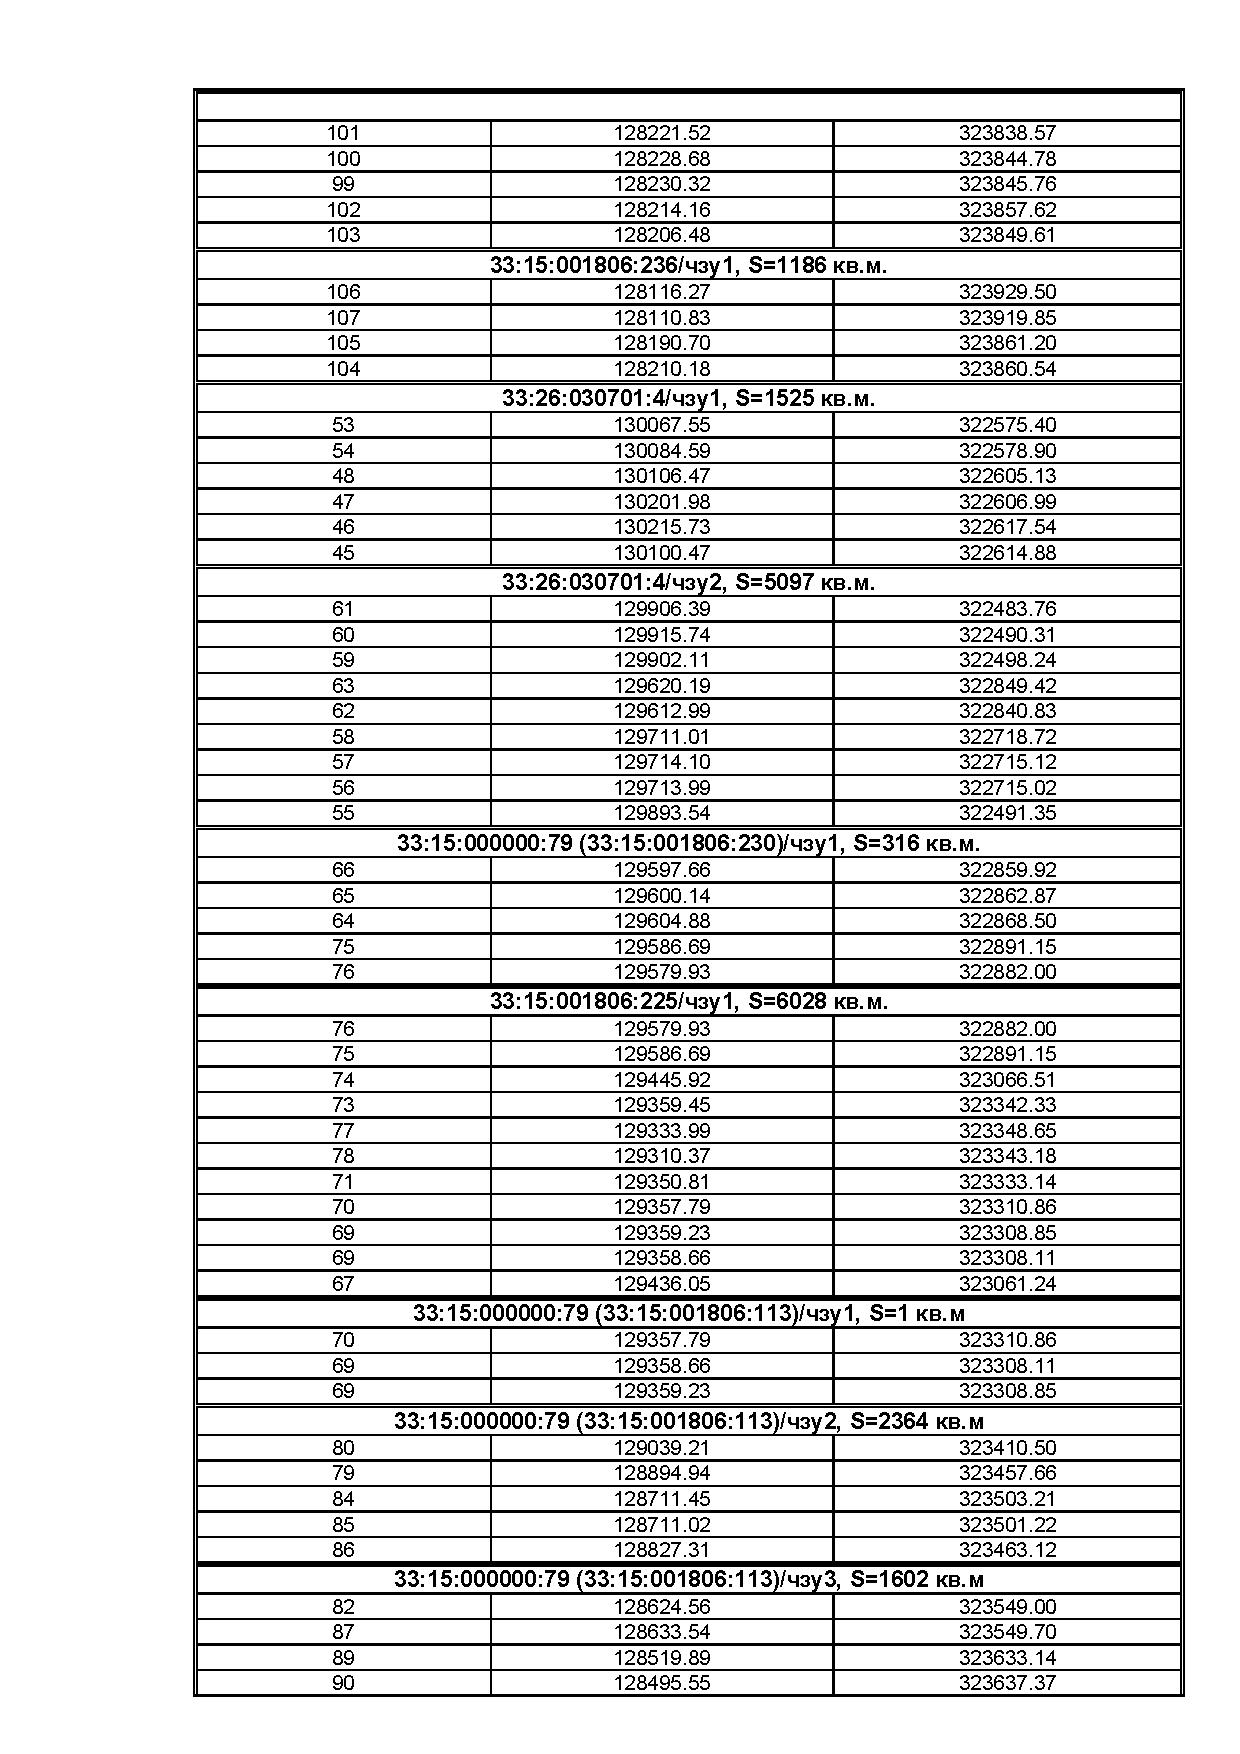 101 128221.52 323838.57
100 128228.68 323844.78
99 128230.32 323845.76
102 128214.16 323857.62
103 128206.48 323849.61
33:15:001806:236/чзу1, S=1186 кв.м.
106 128116.27 323929.50
107 128110.83 323919.85
105 128190.70 323861.20
104 128210.18 323860.54
33:26:030701:4/чзу1, S=1525 кв.м.
53 130067.55 322575.40
54 130084.59 322578.90
48 130106.47 322605.13
47 130201.98 322606.99
46 130215.73 322617.54
45 130100.47 322614.88
33:26:030701:4/чзу2, S=5097 кв.м.
61 129906.39 322483.76
60 129915.74 322490.31
59 129902.11 322498.24
63 129620.19 322849.42
62 129612.99 322840.83
58 129711.01 322718.72
57 129714.10 322715.12
56 129713.99 322715.02
55 129893.54 322491.35
33:15:000000:79 (33:15:001806:230)/чзу1, S=316 кв.м.
66 129597.66 322859.92
65 129600.14 322862.87
64 129604.88 322868.50
75 129586.69 322891.15
76 129579.93 322882.00
33:15:001806:225/чзу1, S=6028 кв.м.
76 129579.93 322882.00
75 129586.69 322891.15
74 129445.92 323066.51
73 129359.45 323342.33
77 129333.99 323348.65
78 129310.37 323343.18
71 129350.81 323333.14
70 129357.79 323310.86
69 129359.23 323308.85
69 129358.66 323308.11
67 129436.05 323061.24
33:15:000000:79 (33:15:001806:113)/чзу1, S=1 кв.м
70 129357.79 323310.86
69 129358.66 323308.11
69 129359.23 323308.85
33:15:000000:79 (33:15:001806:113)/чзу2, S=2364 кв.м
80 129039.21 323410.50
79 128894.94 323457.66
84 128711.45 323503.21
85 128711.02 323501.22
86 128827.31 323463.12
33:15:000000:79 (33:15:001806:113)/чзу3, S=1602 кв.м
82 128624.56 323549.00
87 128633.54 323549.70
89 128519.89 323633.14
90 128495.55 323637.37